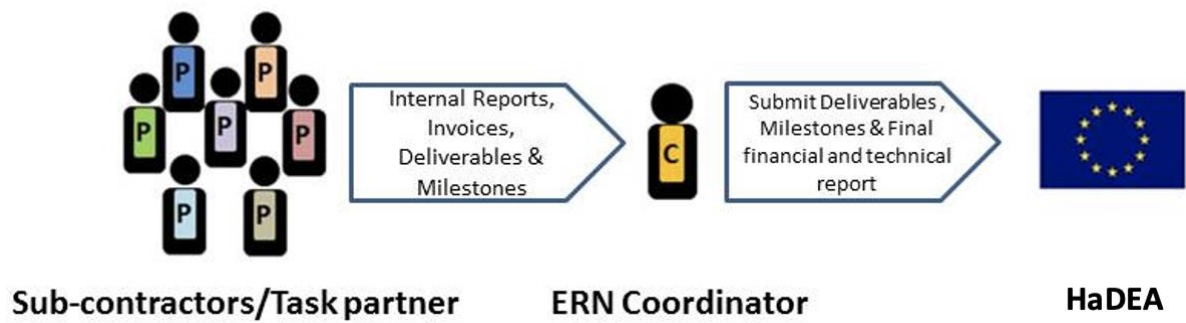 P
P
P
P
P
P
P
Internal Reports,
Invoices,
Deliverables &
Milestones
C
Submit Deliverables ,
Milestones & Final
financial and technical
report
Sub-contractors/Task partner
ERN Coordinator
HaDEA